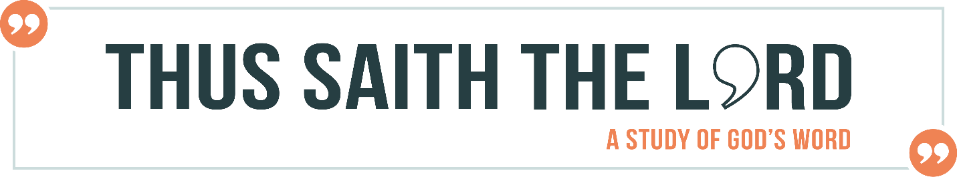 THUS SAITH THE LORD
A STUDY OF GOD'S WORD